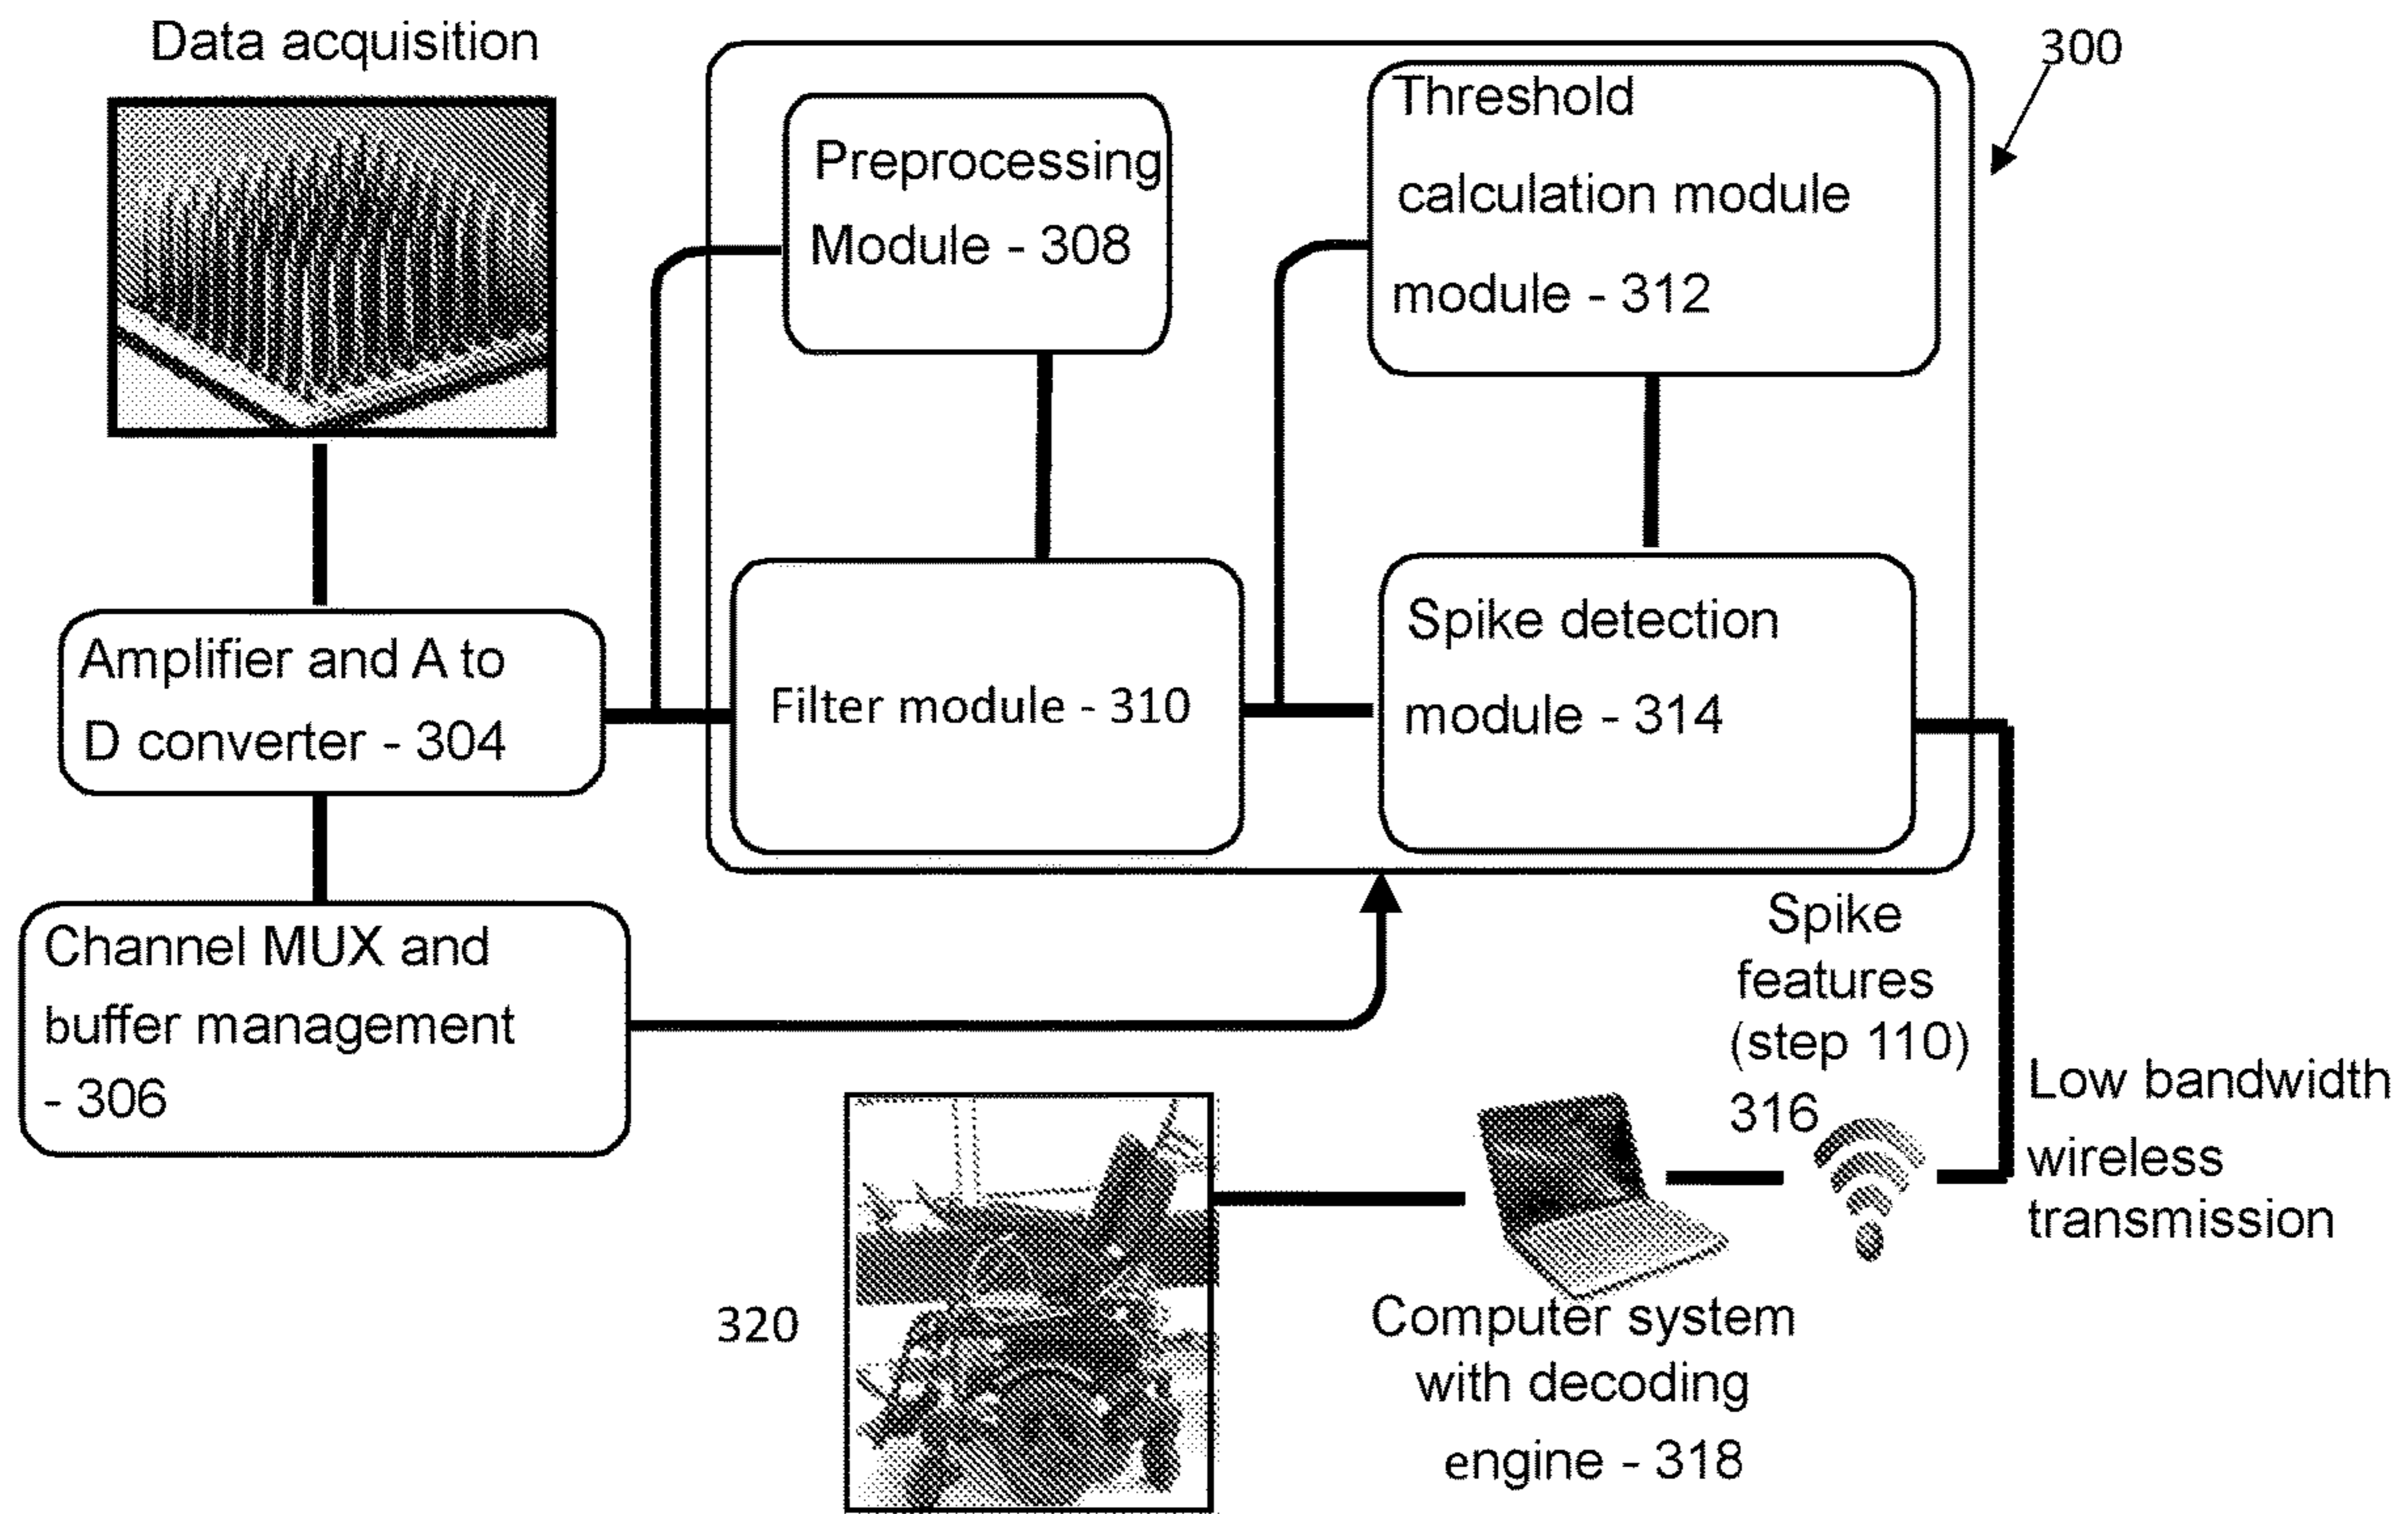 Data acquisition
300
Preprocessing
Module - 308
Threshold
calculation module
module - 312
Amplifier and A to
D converter - 304
Filter module - 310
Spike detection
module - 314
Channel MUX and
buffer management
- 306
Spike
features
(step 110)
316
Low bandwidth
wireless
transmission
320
Computer system
with decoding
engine - 318